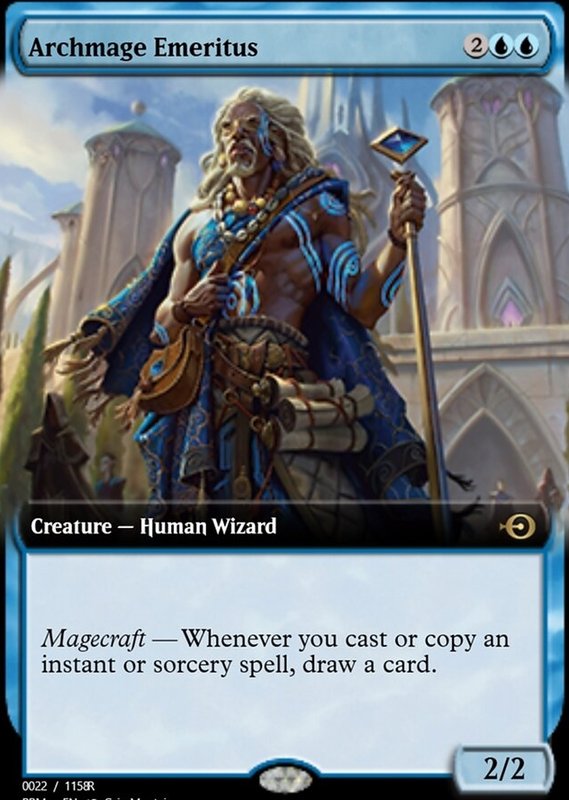 Archmage Emeritus
2
Creature — Human Wizard
Magecraft — Whenever you cast or copy an
instant or sorcery spell, draw a card.
2/2
0022 / 1158R